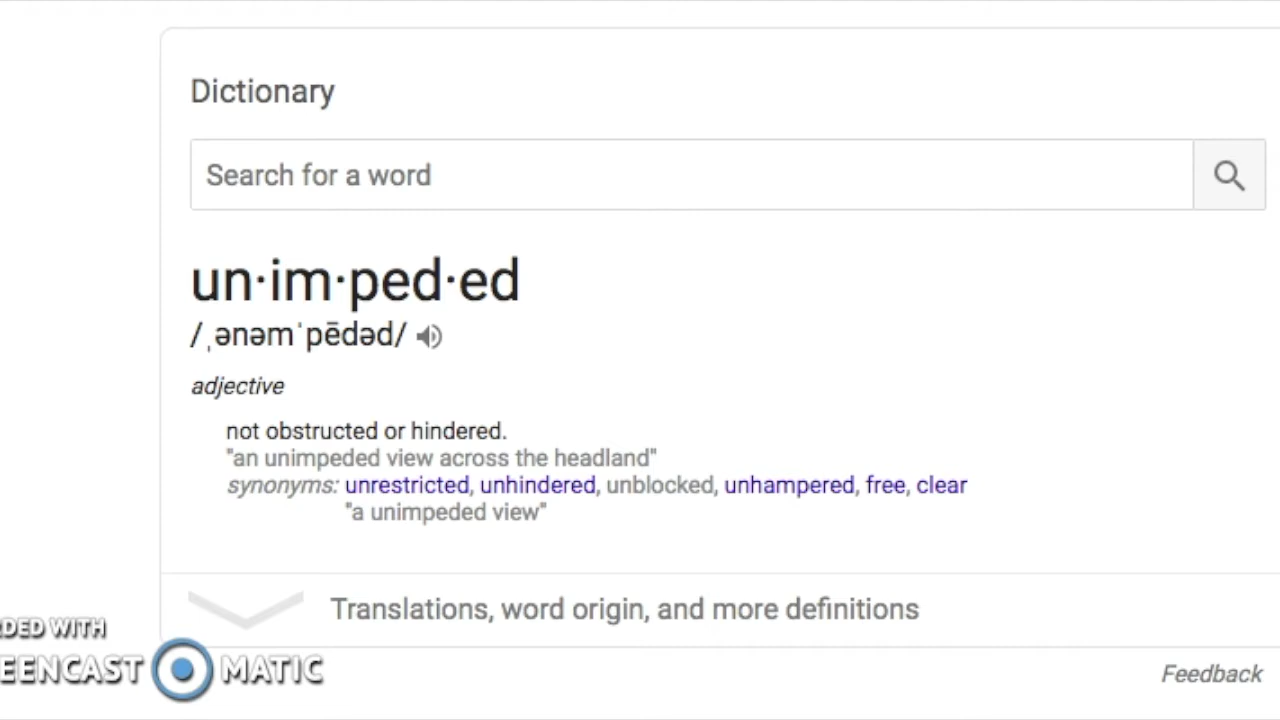 Dictionary
Search for a word
un·im·ped·ed
/ˌənəmˈpēdəd/
adjective
not obstructed or hindered.
"an unimpeded view across the headland"
synonyms: unrestricted, unhindered, unblocked, unhampered, free, clear
"a unimpeded view"
Translations, word origin, and more definitions
RDED WITH
EENCAST MATIC
Feedback